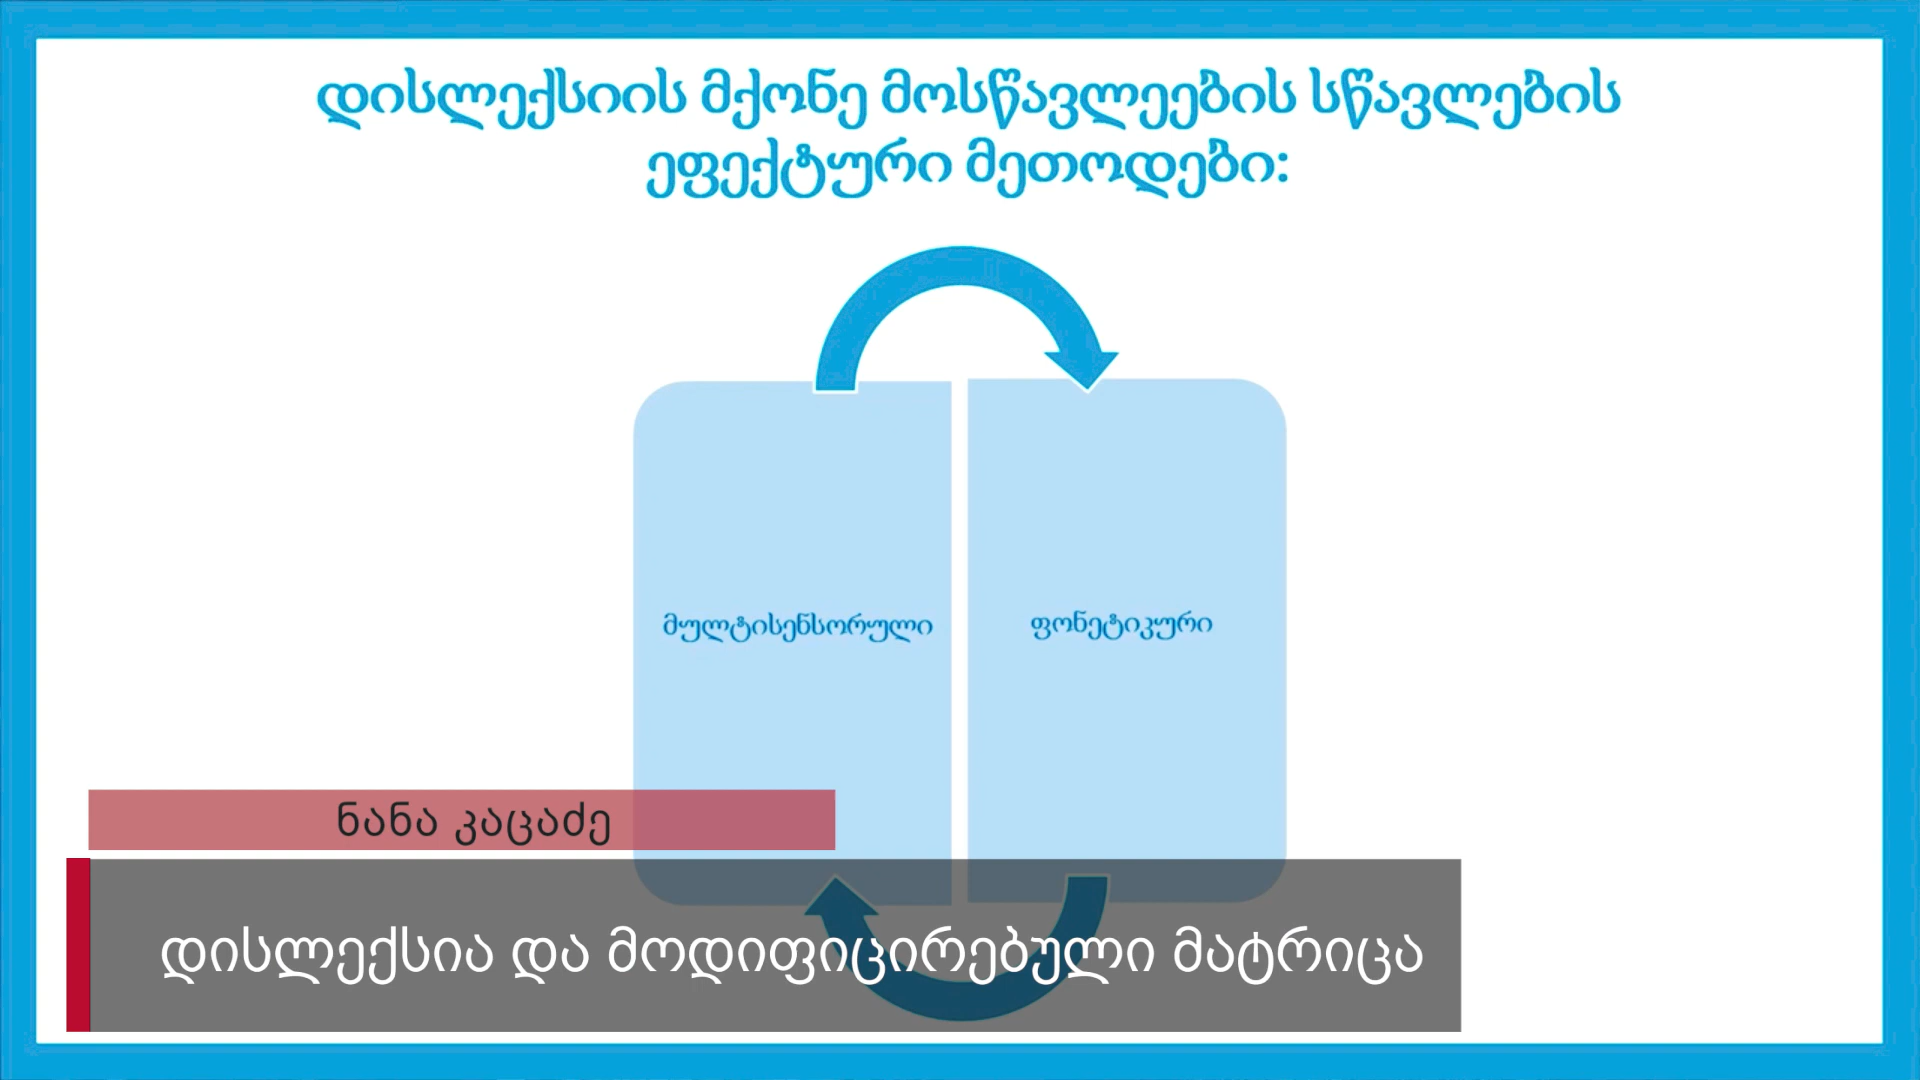 დისლექსიის მქონე მოსწავლეების სწავლების
ეფექტური მეთოდები:
მულტისენსორული
ფონეტიკური
ნანა კაცაძე
დისლექსია და მოდიფიცირებული მატრიცა